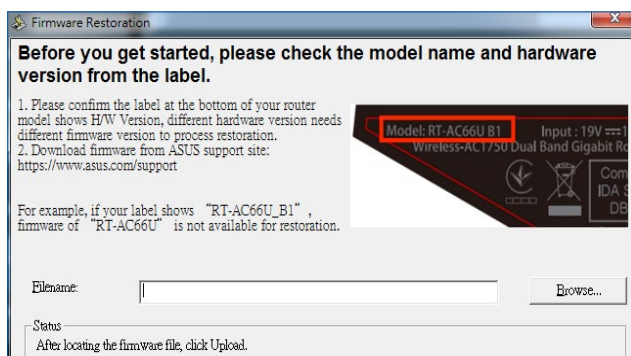 Firmware Restoration
X
Before you get started, please check the model name and hardware
version from the label.
1. Please confirm the label at the bottom of your router
model shows H/W Version, different hardware version needs
different firmware version to process restoration.
2. Download firmware from ASUS support site:
https://www.asus.com/support
For example, if your label shows “RT-AC66U_B1”,
firmware of “RT-AC66U” is not available for restoration.
Model: RT-AC66U B1 Input : 19V
Wireless-AC1750 Dual Band Gigabit
Com
IDA S
DB
Filename:
Browse...
Status
After locating the firmware file, click Upload.